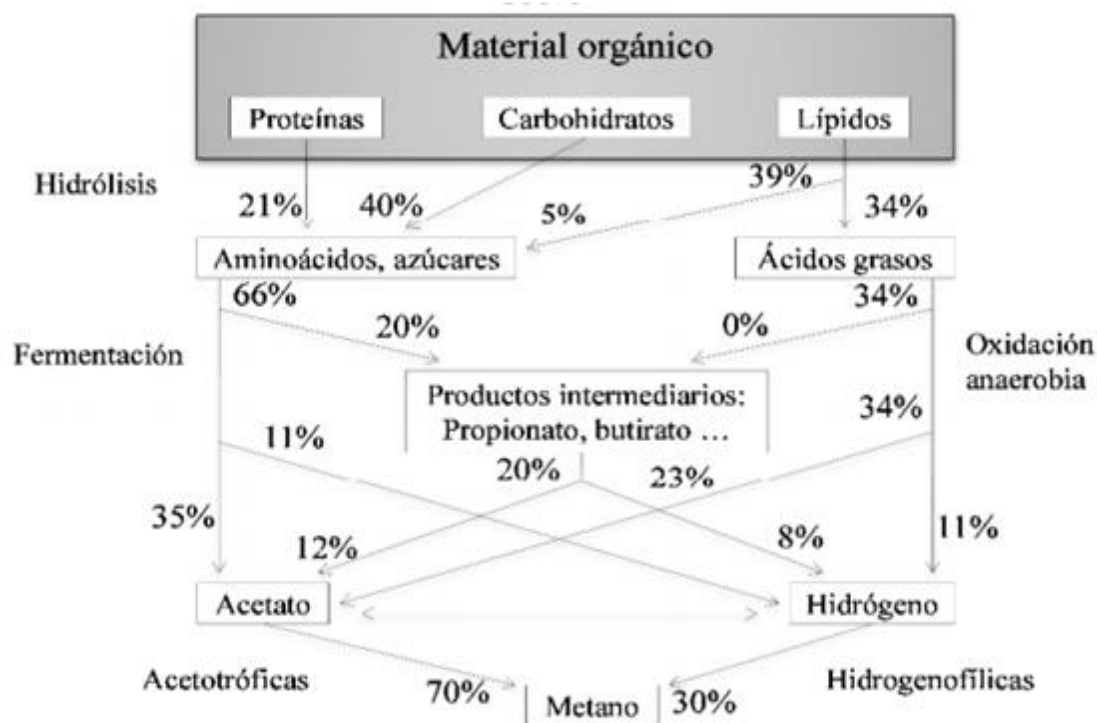 Material orgánico
Proteínas Carbohidratos Lípidos
Hidrólisis
39%
21% 40% 5% 34%
Aminoácidos, azúcares Ácidos grasos
66% 34%
20% 0%
Fermentación
Oxidación
anaerobia
Productos intermediarios:
Propionato, butirato ...
34%
11%
20% 23%
35% 12% 8% 11%
Acetato Hidrógeno
Acetotróficas Hidrogenofílicas
70% Metano 30%